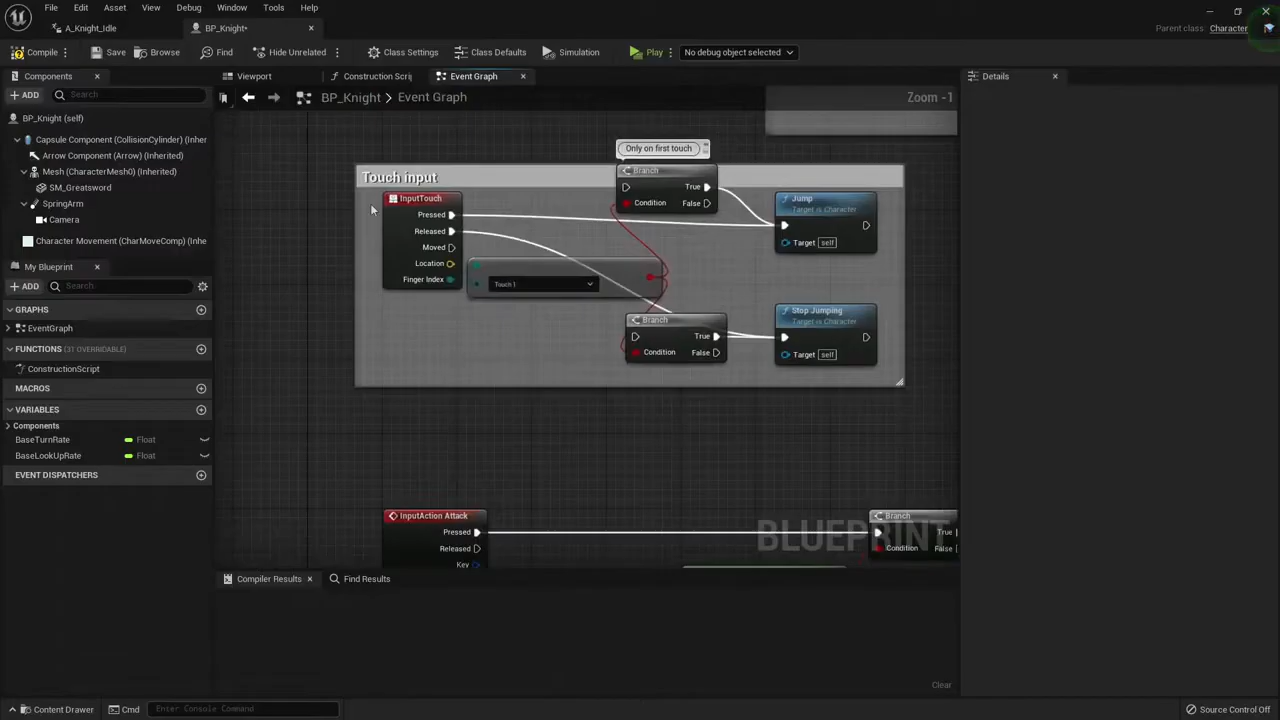 File Edit Asset View Debug Window Tools Help
A_Knight_Idle BP_Knight*
Parent class: Character
Compile Save Browse Find Hide Unrelated Class Settings Class Defaults Simulation Play No debug object selected
Components Viewport Construction Scrip Event Graph Details
ADD Search
BP_Knight > Event Graph Zoom -1
BP_Knight (self)
Capsule Component (CollisionCylinder) (Inher
Arrow Component (Arrow) (Inherited)
Mesh (CharacterMesh0) (Inherited)
SM_Greatsword
SpringArm
Camera
Character Movement (CharMoveComp) (Inhe
My Blueprint
ADD Search
GRAPHS
EventGraph
FUNCTIONS (31 OVERRIDABLE)
ConstructionScript
MACROS
VARIABLES
Components
BaseTurnRate Float
BaseLookUpRate Float
EVENT DISPATCHERS
Only on first touch
Touch input
InputTouch
Pressed
Released
Moved
Location
Finger Index
Touch 1
Branch
True
Condition False
Branch
True
Condition False
Jump
Target is Character
Target self
Stop Jumping
Target is Character
Target self
InputAction Attack
Pressed
Released
Key
Branch
True
Condition False
BLUEPRINT
Compiler Results Find Results
Clear
Content Drawer Cmd Enter Console Command Source Control Off